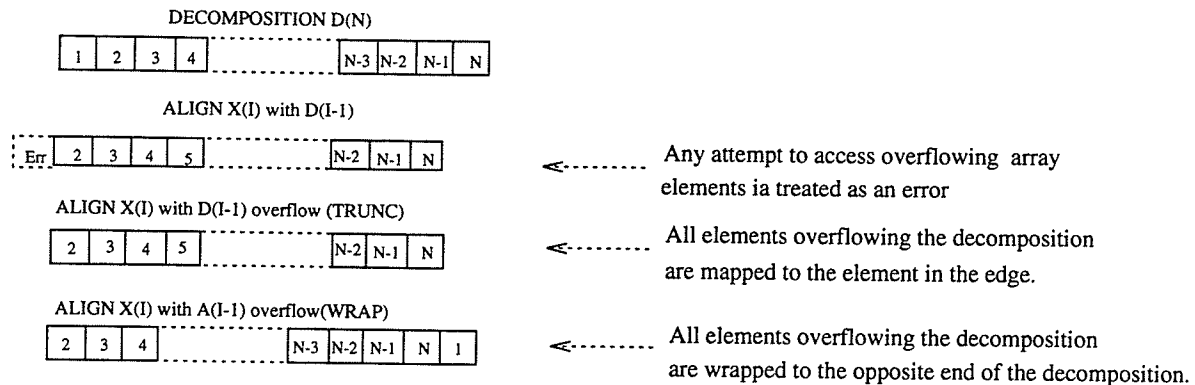 DECOMPOSITION D(N)
1 2 3 4 N-3 N-2 N-1 N
ALIGN X(I) with D(I-1)
Err 2 3 4 5 N-2 N-1 N
Any attempt to access overflowing array
elements ia treated as an error
ALIGN X(I) with D(I-1) overflow (TRUNC)
2 3 4 5 N-2 N-1 N
All elements overflowing the decomposition
are mapped to the element in the edge.
ALIGN X(I) with A(I-1) overflow(WRAP)
2 3 4 N-3 N-2 N-1 N 1
All elements overflowing the decomposition
are wrapped to the opposite end of the decomposition.